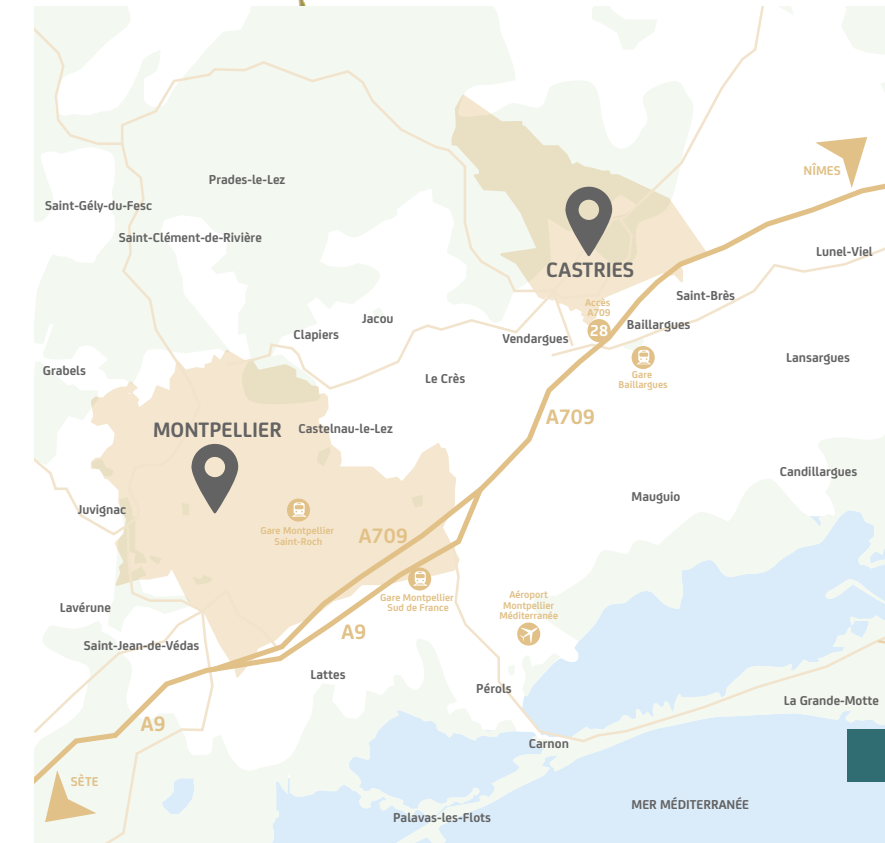 NÎMES
Prades-le-Lez
Saint-Gély-du-Fesc
Saint-Clément-de-Rivière
Lunel-Viel
CASTRIES
Saint-Brès
Accès
A709
28
Baillargues
Jacou
Clapiers
Vendargues
Lansargues
Gare
Baillargues
Grabels
Le Crès
A709
MONTPELLIER
Castelnau-le-Lez
Candillargues
Mauguio
Juvignac
Gare Montpellier
Saint-Roch
A709
Gare Montpellier
Sud de France
Aéroport
Montpellier
Méditerranée
Lavérune
A9
Saint-Jean-de-Védas
Lattes
Pérols
La Grande-Motte
A9
Carnon
SÈTE
MER MÉDITERRANÉE
Palavas-les-Flots